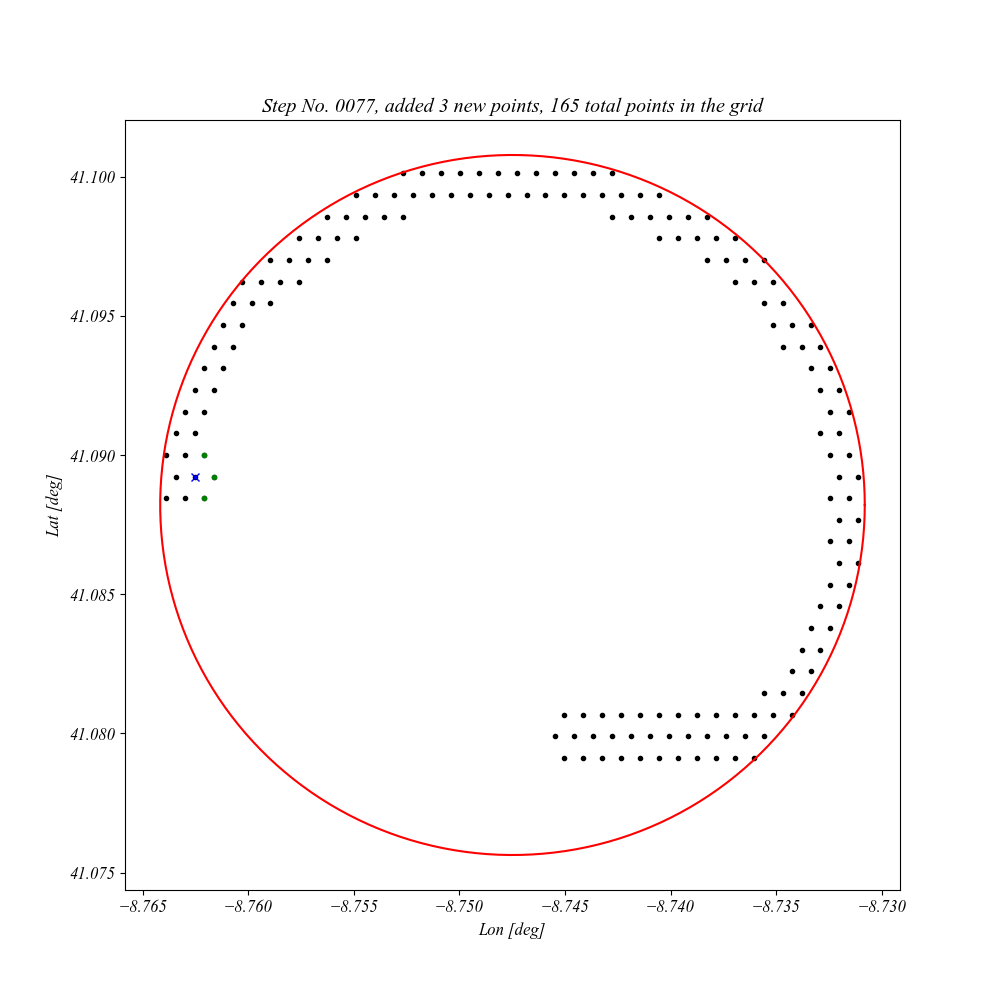 Step No. 0077, added 3 new points, 165 total points in the grid
41.100
41.095
41.090
41.085
41.080
41.075
Lat [deg]
−8.765 −8.760 −8.755 −8.750 −8.745 −8.740 −8.735 −8.730
Lon [deg]